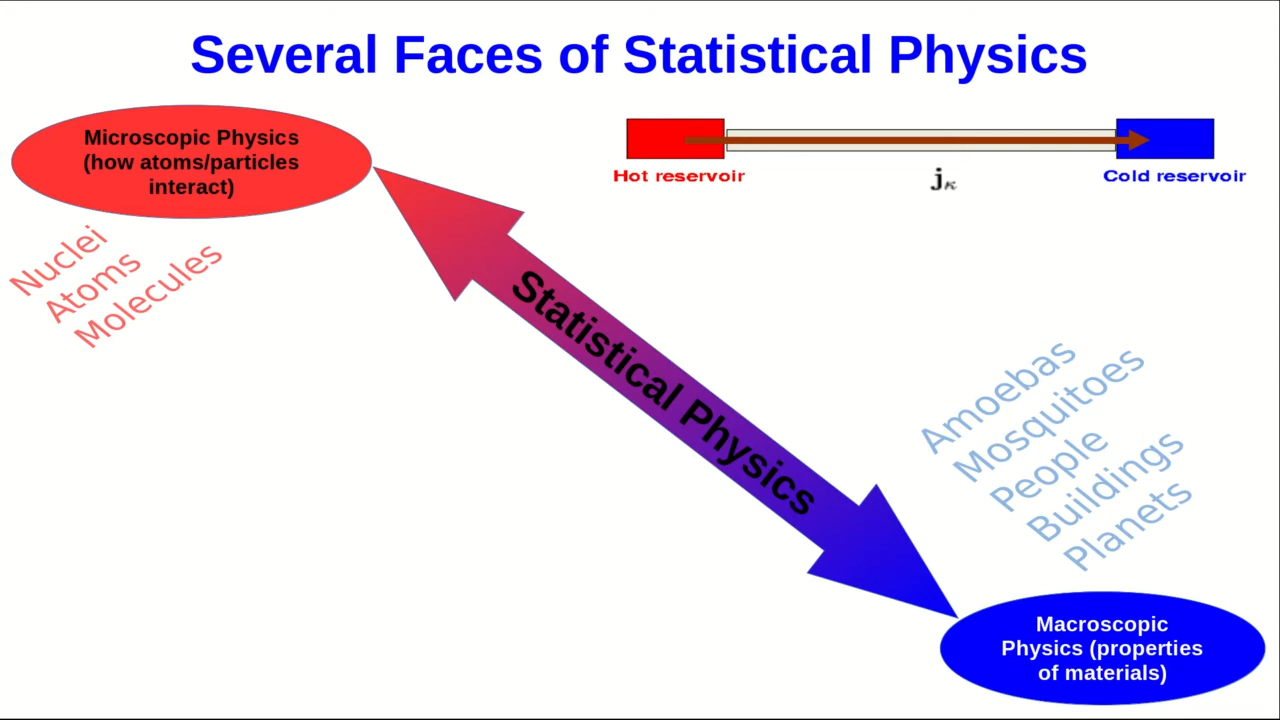 Several Faces of Statistical Physics
Microscopic Physics
(how atoms/particles
interact)
Hot reservoir
jκ
Cold reservoir
Nuclei
Atoms
Molecules
Statistical Physics
Amoebas
Mosquitoes
People
Buildings
Planets
Macroscopic
Physics (properties
of materials)